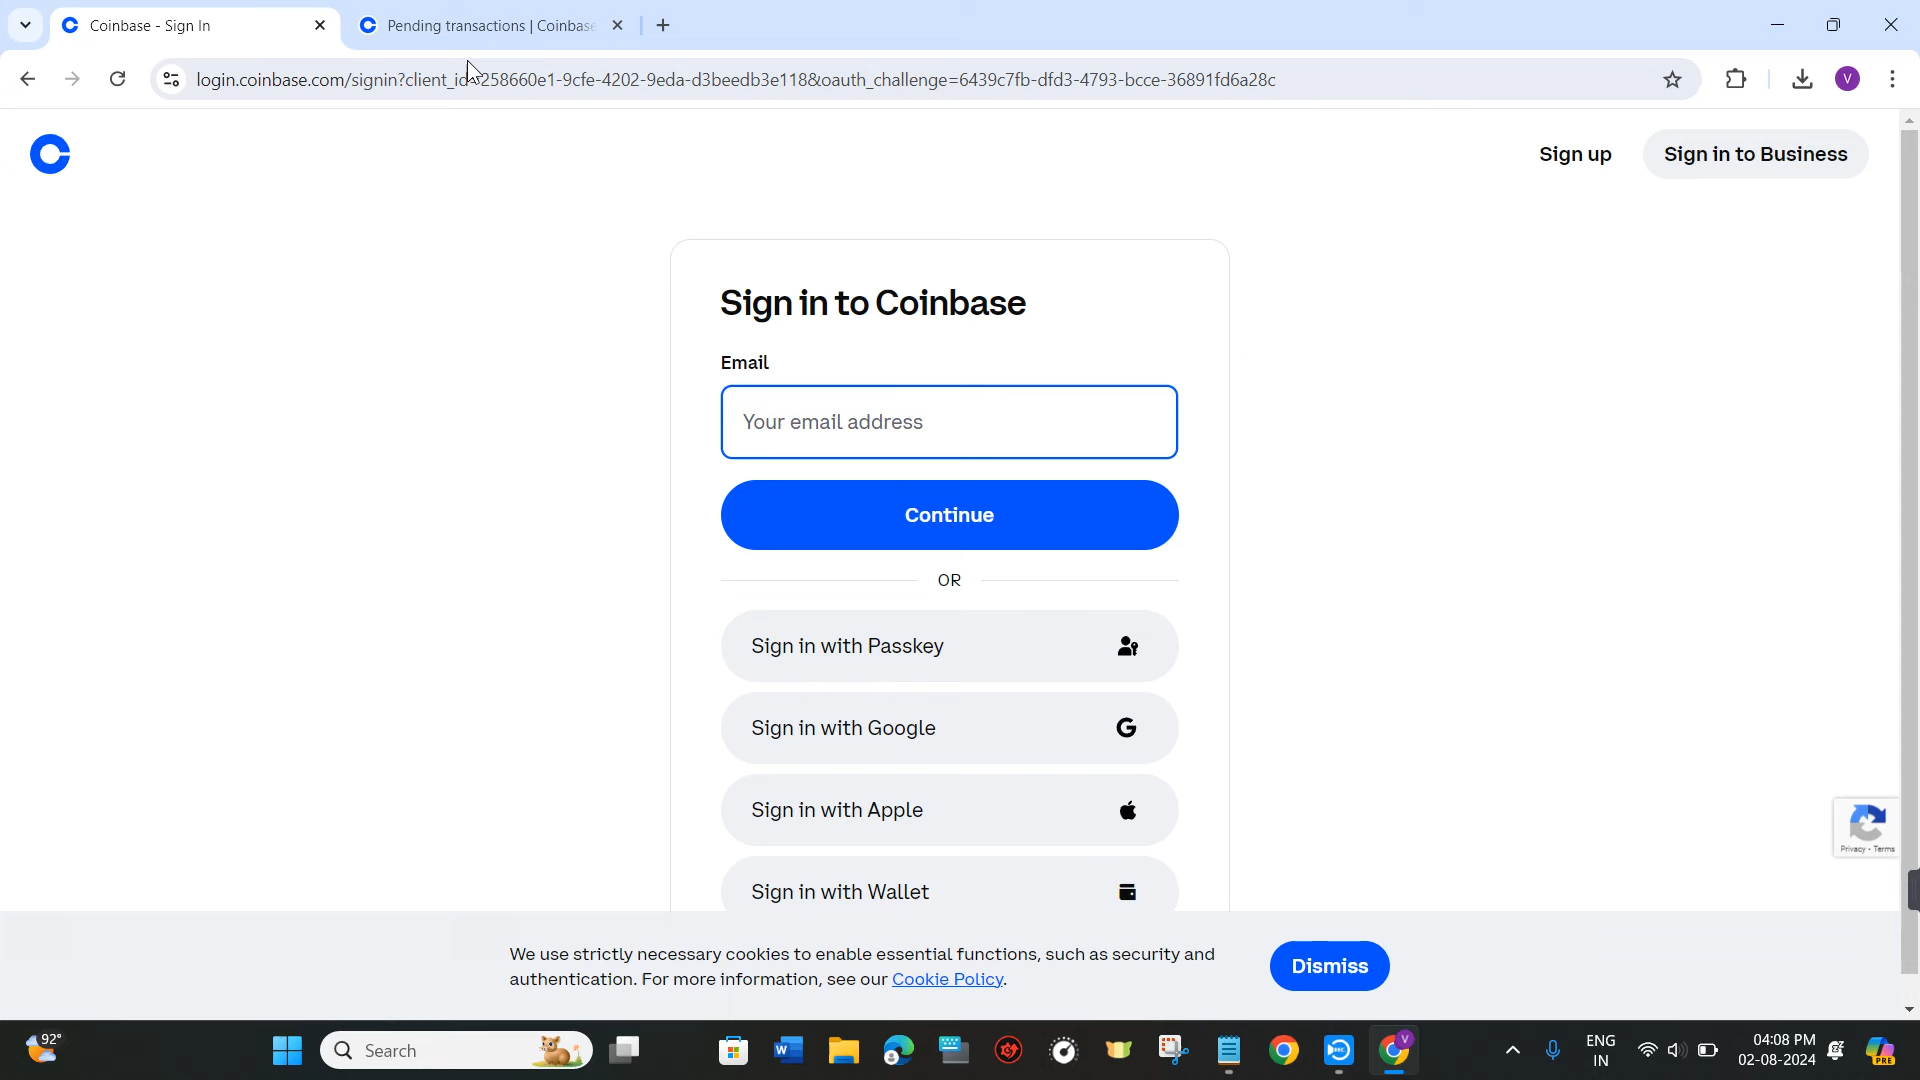 Coinbase - Sign In
Pending transactions | Coinbase
login.coinbase.com/signin?client_id=258660e1-9cfe-4202-9eda-d3beedb3e118&oauth_challenge=6439c7fb-dfd3-4793-bcce-36891fd6a28c
V
Sign up
Sign in to Business
Sign in to Coinbase
Email
Your email address
Continue
OR
Sign in with Passkey
Sign in with Google
Sign in with Apple
Sign in with Wallet
Privacy - Terms
We use strictly necessary cookies to enable essential functions, such as security and
authentication. For more information, see our Cookie Policy.
Dismiss
92°
Search
ENG
IN
04:08 PM
02-08-2024
PRE